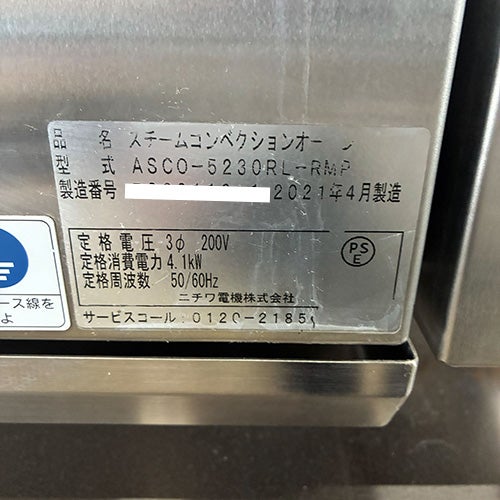 品 名 スチームコンベクションオー
型 式 ASCO-5230RL-RMP
製造番号 2021年4月製造
定格電圧 3φ 200V
定格消費電力 4.1kW
定格周波数 50/60Hz
PS
E
ニチワ電機株式会社
サービスコール:0120-2185
ース線を
よ